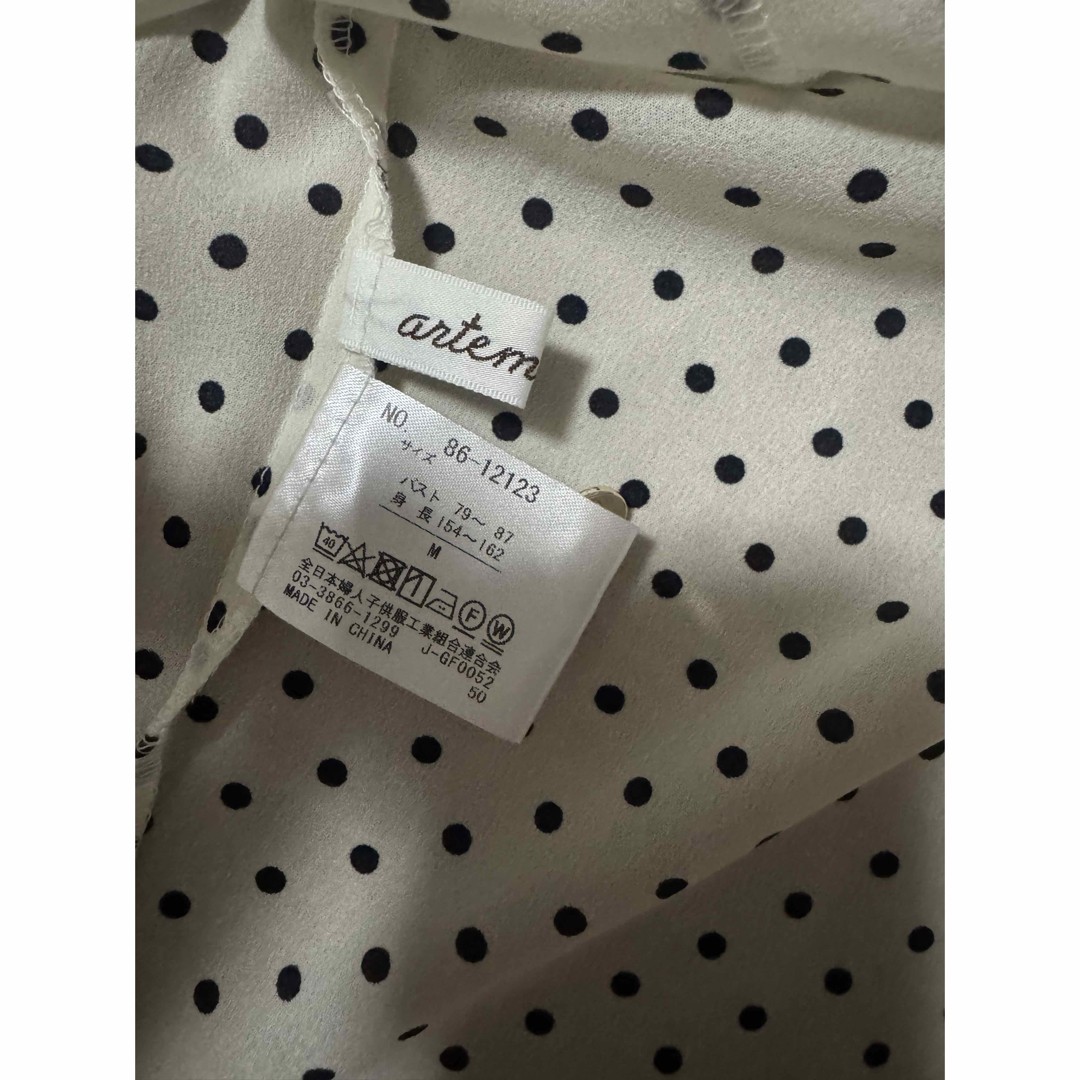 artem
NO. 86-12123
サイズ
バスト 79～ 87
身 長 154～162
M
40
F W
全日本婦人子供服工業組合連合会
03-3866-1299 J-GF0052
MADE IN CHINA 50